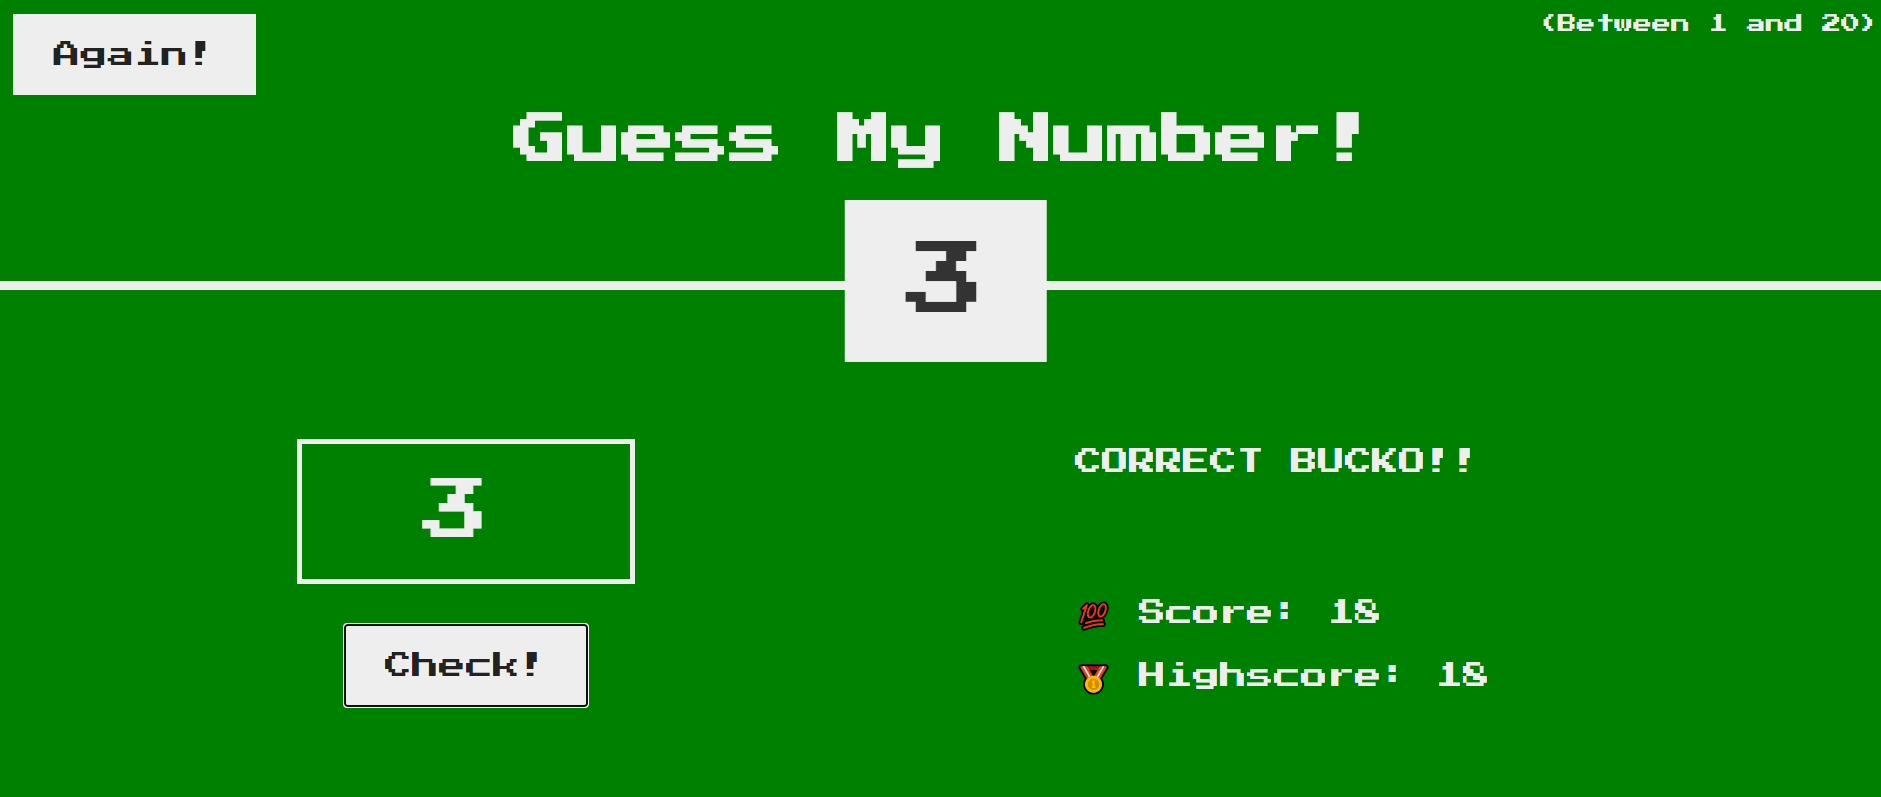 Again!
(Between 1 and 20)
Guess My Number!
3
3
Check!
CORRECT BUCKO!!
💯 Score: 18
🥇 Highscore: 18